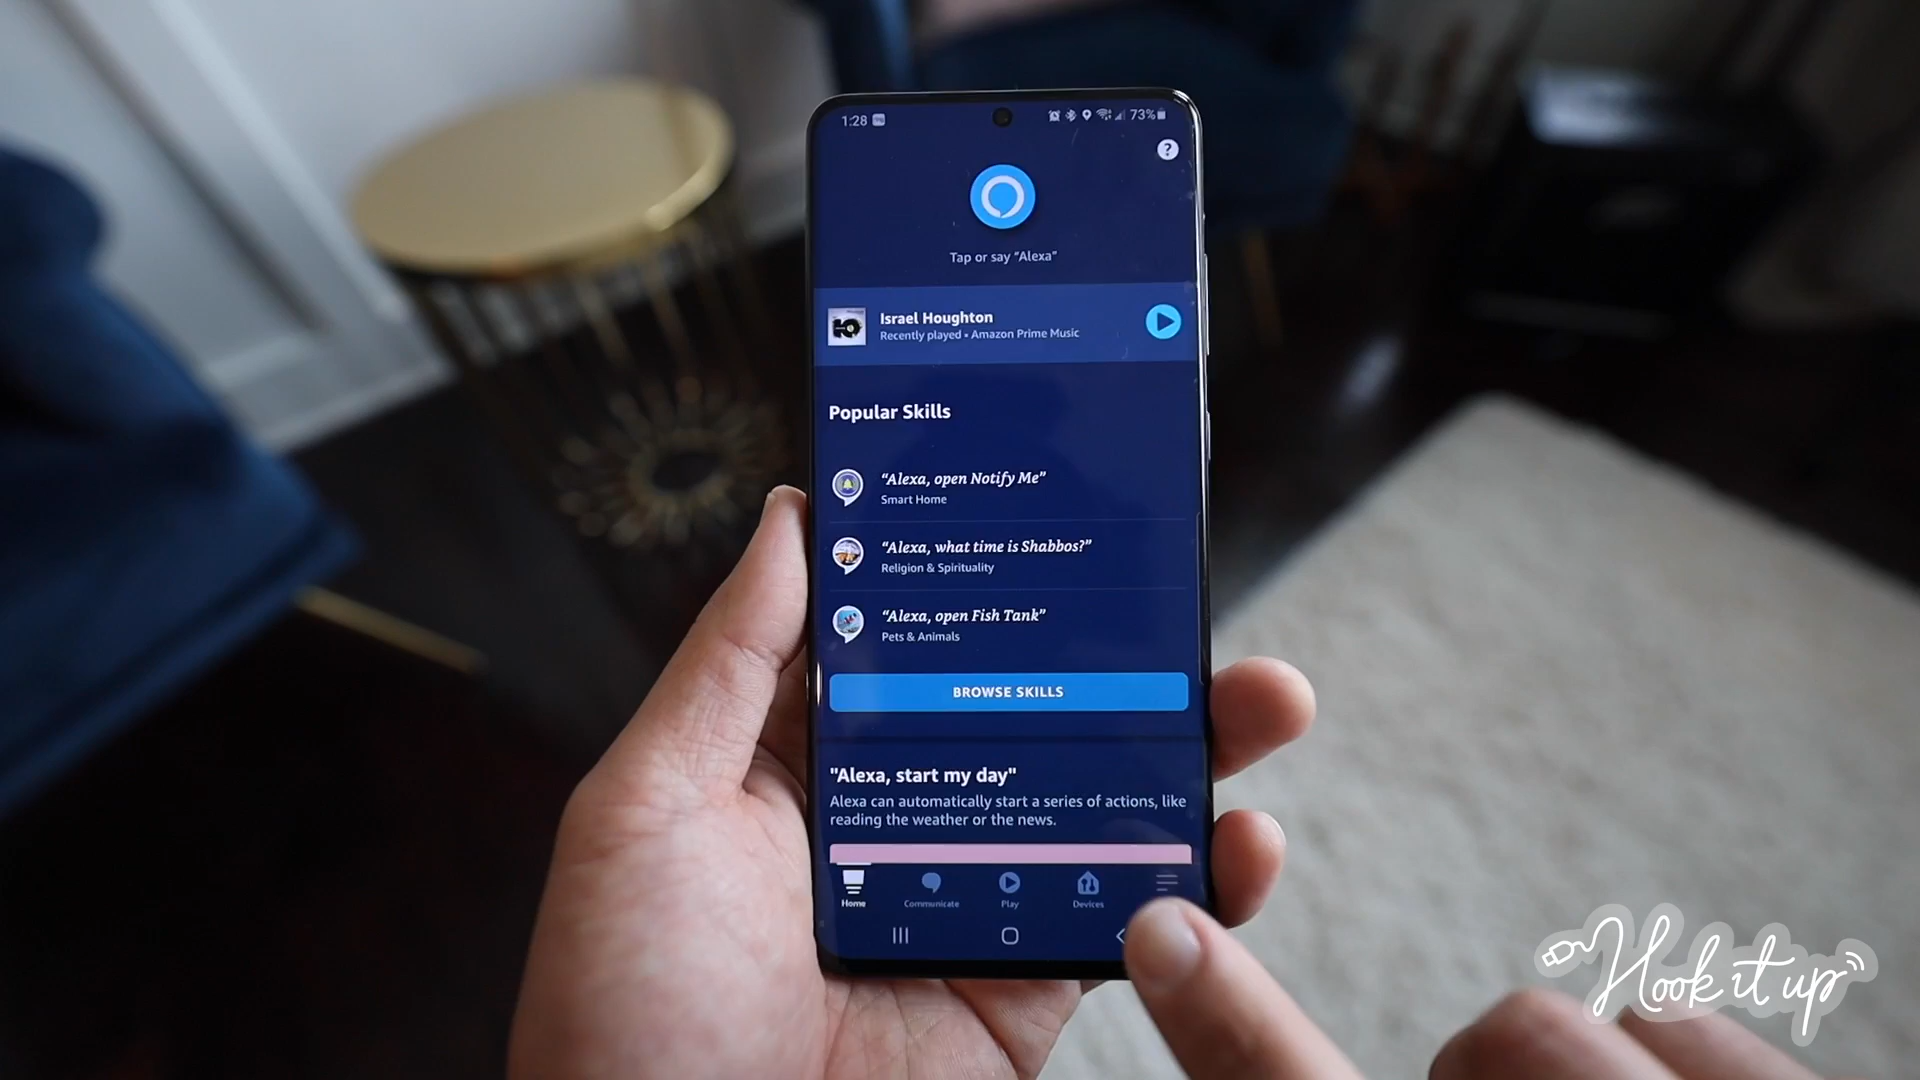 1:28
73%
?
Tap or say “Alexa”
Israel Houghton
Recently played • Amazon Prime Music
Popular Skills
“Alexa, open Notify Me”
Smart Home
“Alexa, what time is Shabbos?”
Religion & Spirituality
“Alexa, open Fish Tank”
Pets & Animals
BROWSE SKILLS
"Alexa, start my day"
Alexa can automatically start a series of actions, like
reading the weather or the news.
Home
Communicate
Play
Devices
Hook it up